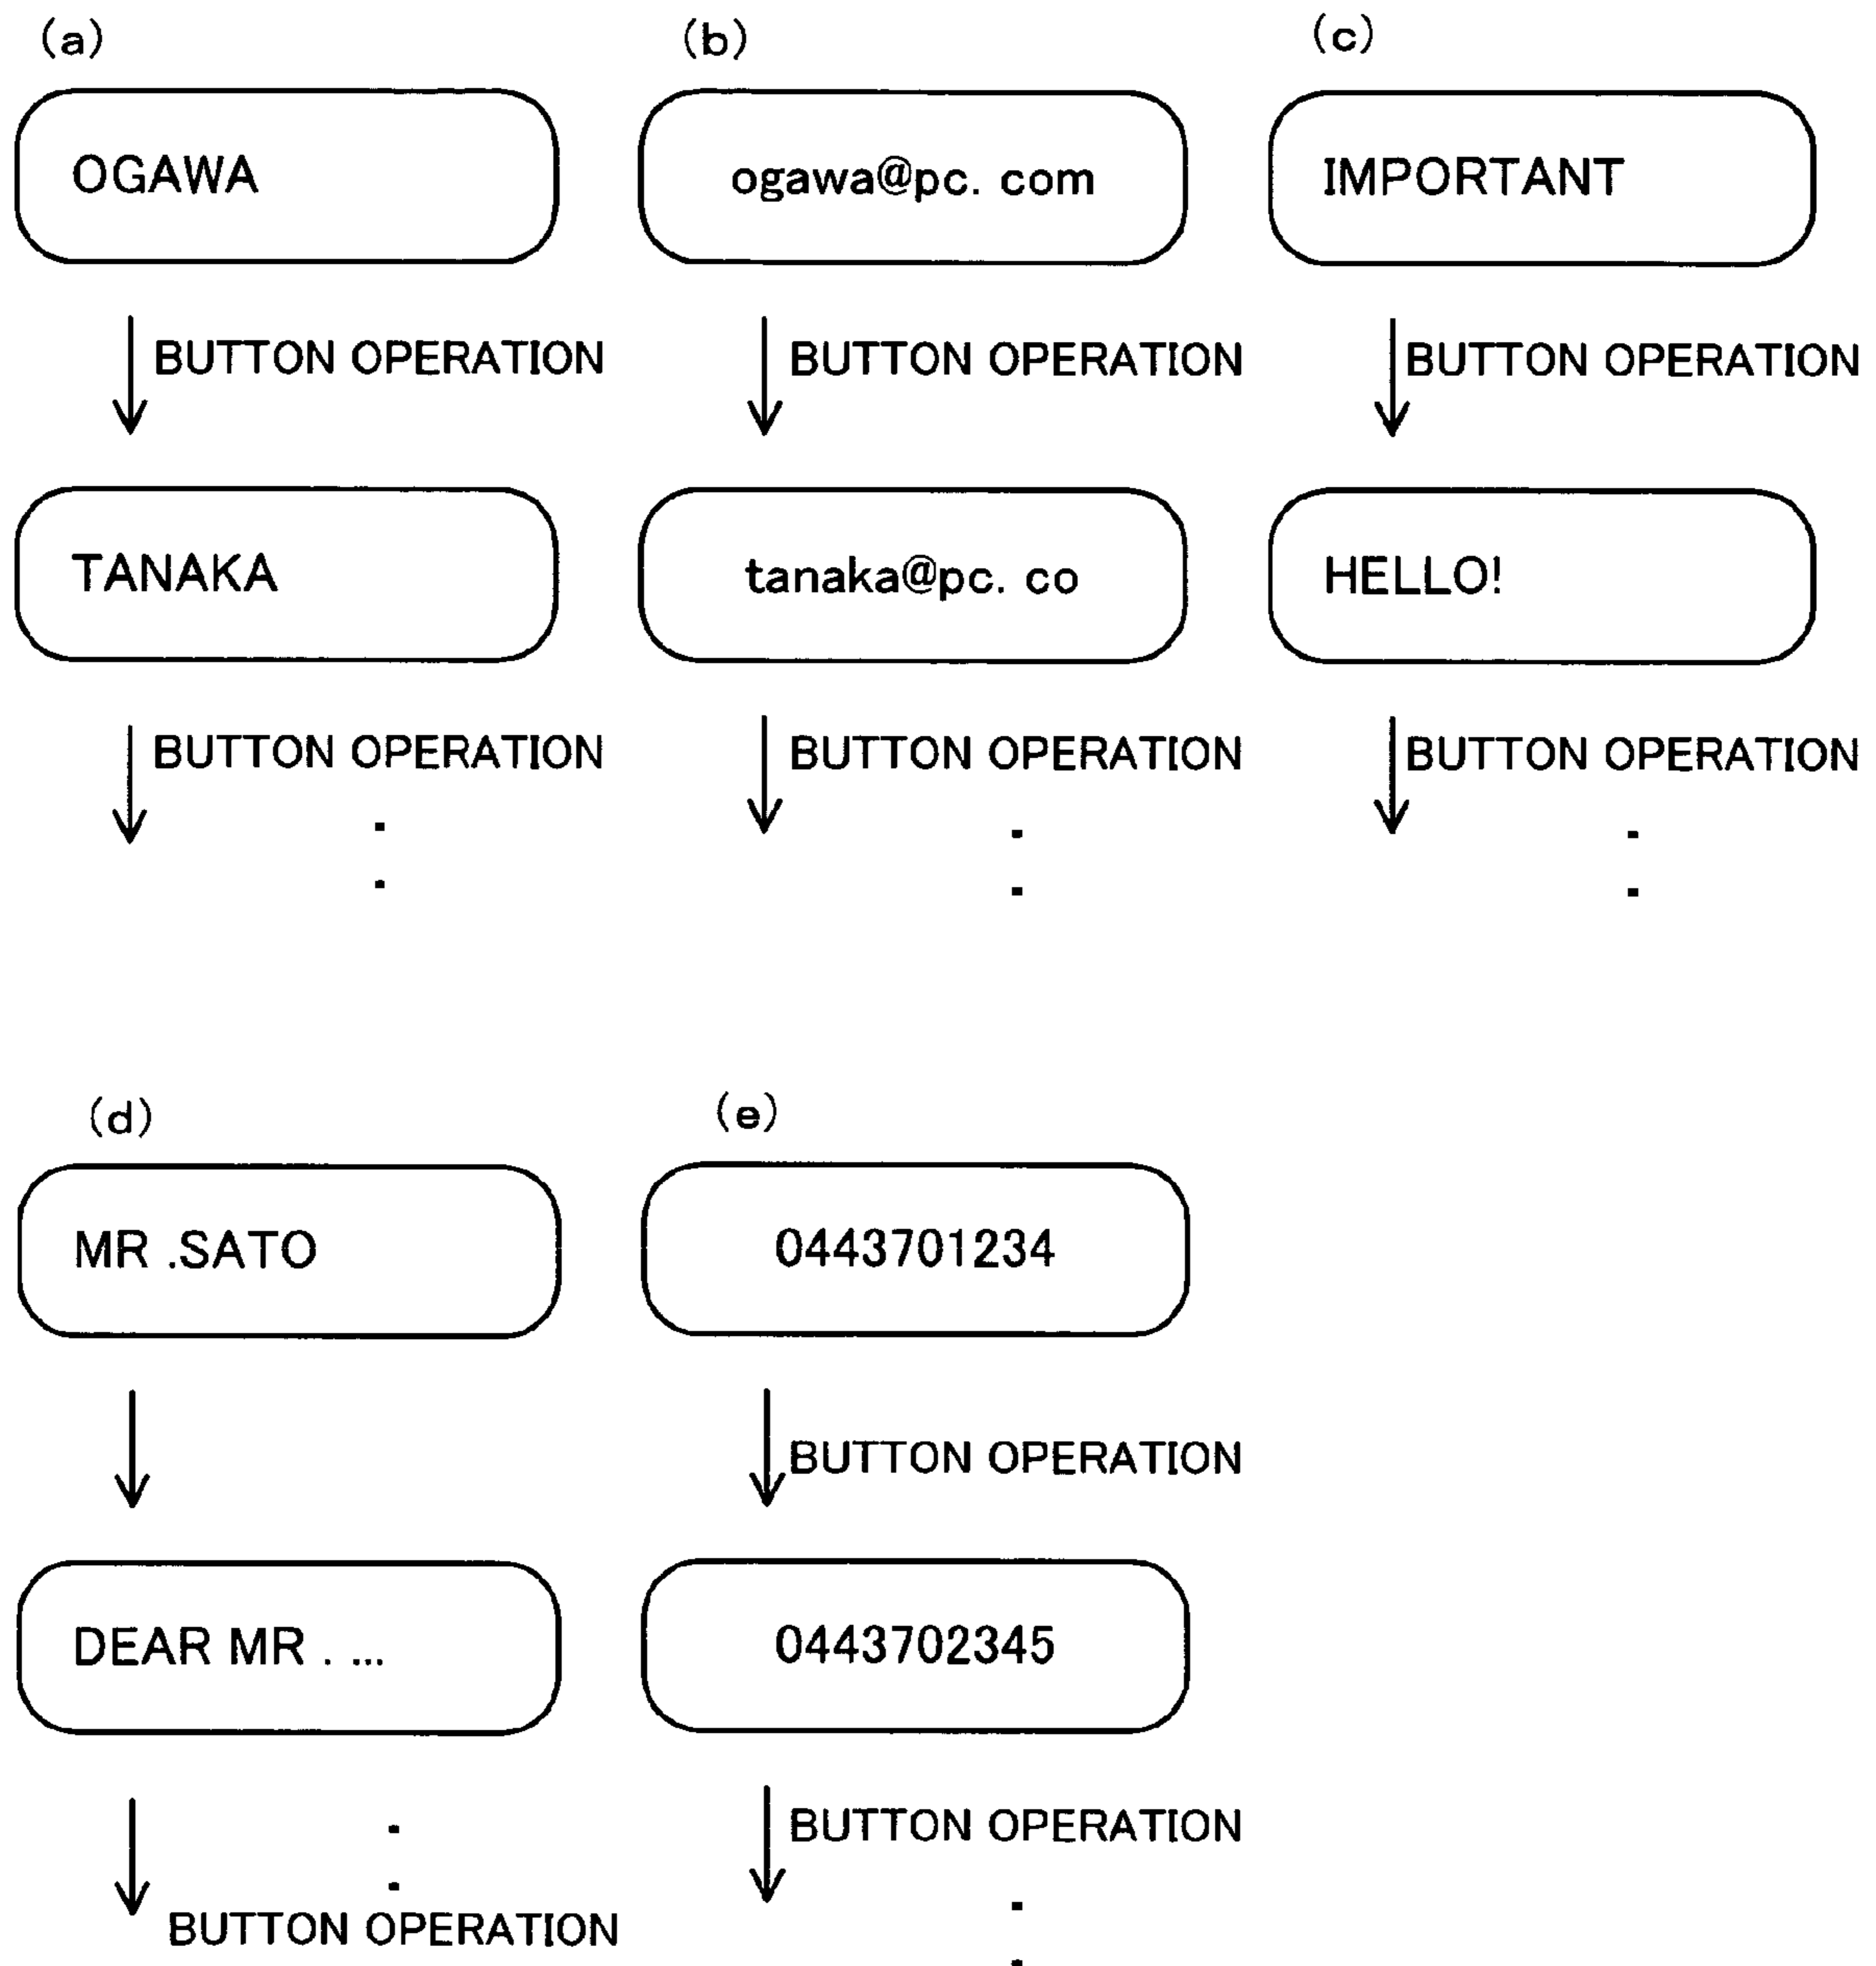 (a) (b) (c)
OGAWA ogawa@pc. com IMPORTANT
BUTTON OPERATION BUTTON OPERATION BUTTON OPERATION
TANAKA tanaka@pc. co HELLO!
BUTTON OPERATION BUTTON OPERATION BUTTON OPERATION
(d) (e)
MR .SATO 0443701234
BUTTON OPERATION
DEAR MR . ... 0443702345
BUTTON OPERATION
BUTTON OPERATION